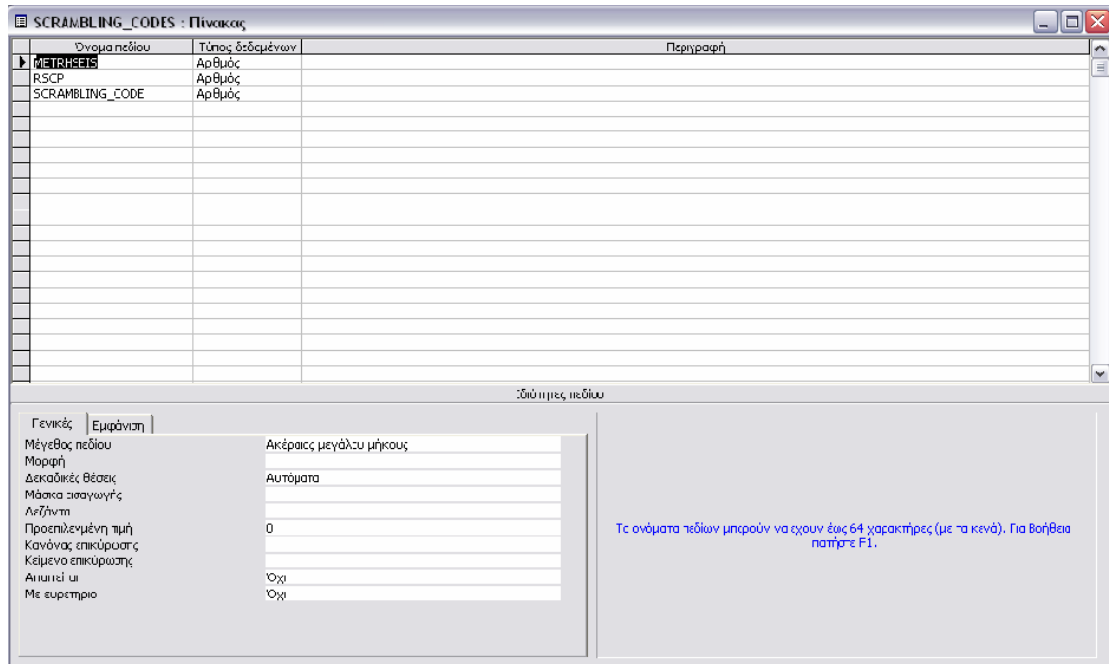 SCRAMBLING_CODES : Πίνακας
Όνομα πεδίου Τύπος δεδομένων Περιγραφή
METRHSEIS Αριθμός
RSCP Αριθμός
SCRAMBLING_CODE Αριθμός
Ιδιότητες πεδίου
Γενικές Εμφάνιση
Μέγεθος πεδίου Ακέραιος μεγάλου μήκους
Μορφή
Δεκαδικές θέσεις Αυτόματα
Μάσκα εισαγωγής
Λεζάντα
Προεπιλεγμένη τιμή 0
Κανόνας επικύρωσης
Κείμενο επικύρωσης
Απαιτείται Όχι
Με ευρετήριο Όχι
Τα ονόματα πεδίων μπορούν να έχουν έως 64 χαρακτήρες (με τα κενά). Για Βοήθεια
πατήστε F1.